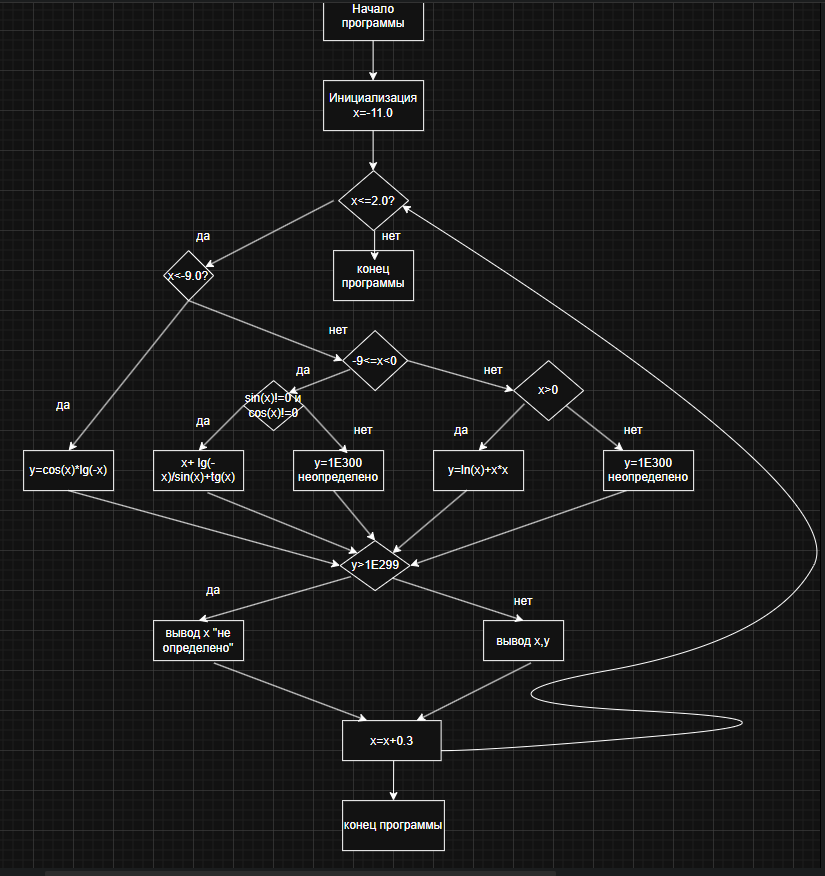 Начало
программы
Инициализация
x=-11.0
x<=2.0?
да
нет
x<-9.0?
конец
программы
нет
-9<=x<0
да
нет
sin(x)!=0 и
cos(x)!=0
x>0
да
да
нет
да
нет
y=cos(x)*lg(-x)
x+ lg(-
x)/sin(x)+tg(x)
y=1E300
неопределено
y=ln(x)+x*x
y=1E300
неопределено
y>1E299
да
нет
вывод x "не
определено"
вывод x,y
x=x+0.3
конец программы